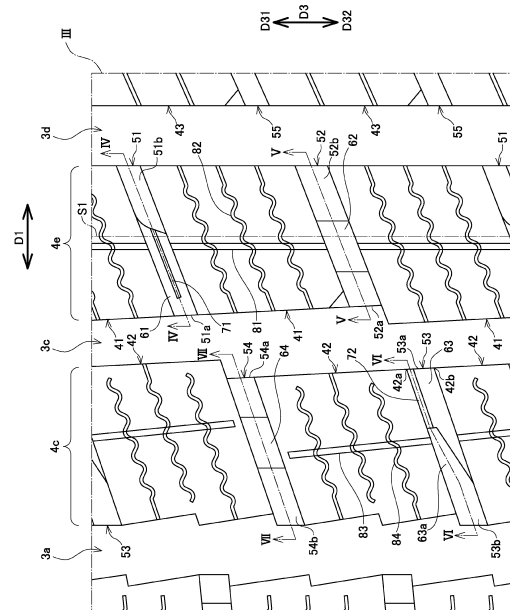 Ⅲ
D31
D3
D32
3d
43
55
43
55
D1
S1
4e
Ⅳ
51
51b
82
Ⅴ
52
52b
62
51
61
Ⅳ
71
51a
81
41
Ⅴ
52a
3c
41
42
41
Ⅶ
54
54a
64
42
72
42a
Ⅵ
53a
53
63
42b
42
4c
3a
53
Ⅶ
54b
83
84
63a
Ⅵ
53b